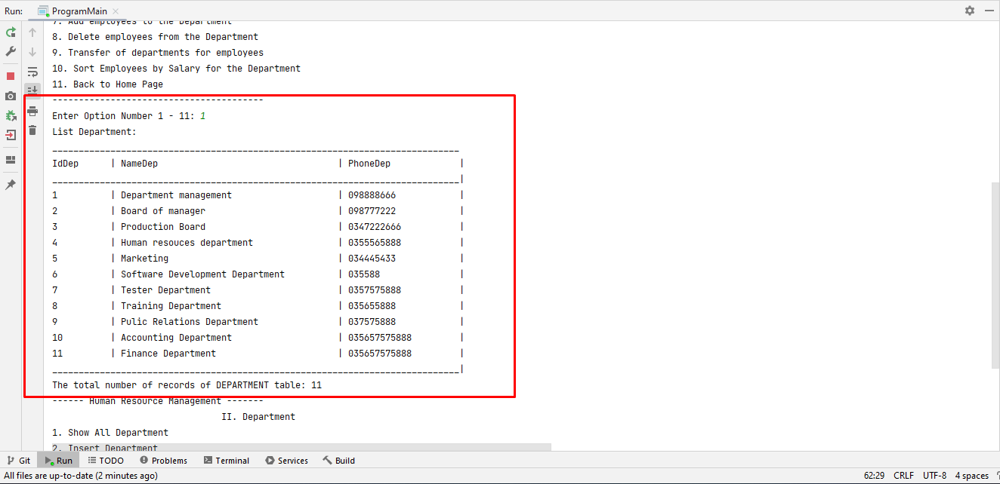 Run: ProgramMain
7. Add employees to the Department
8. Delete employees from the Department
9. Transfer of departments for employees
10. Sort Employees by Salary for the Department
11. Back to Home Page
----------------------------------------
Enter Option Number 1 - 11: 1
List Department:
_____________________________________________________________________________
IdDep | NameDep | PhoneDep |
_____________________________________________________________________________|
1 | Department management | 098888666 |
2 | Board of manager | 098777222 |
3 | Production Board | 0347222666 |
4 | Human resouces department | 0355565888 |
5 | Marketing | 034445433 |
6 | Software Development Department | 035588 |
7 | Tester Department | 0357575888 |
8 | Training Department | 035655888 |
9 | Pulic Relations Department | 037575888 |
10 | Accounting Department | 035657575888 |
11 | Finance Department | 035657575888 |
_____________________________________________________________________________|
The total number of records of DEPARTMENT table: 11
------ Human Resource Management -------
II. Department
1. Show All Department
2. Insert Department
Git Run TODO Problems Terminal Services Build
All files are up-to-date (2 minutes ago) 62:29 CRLF UTF-8 4 spaces